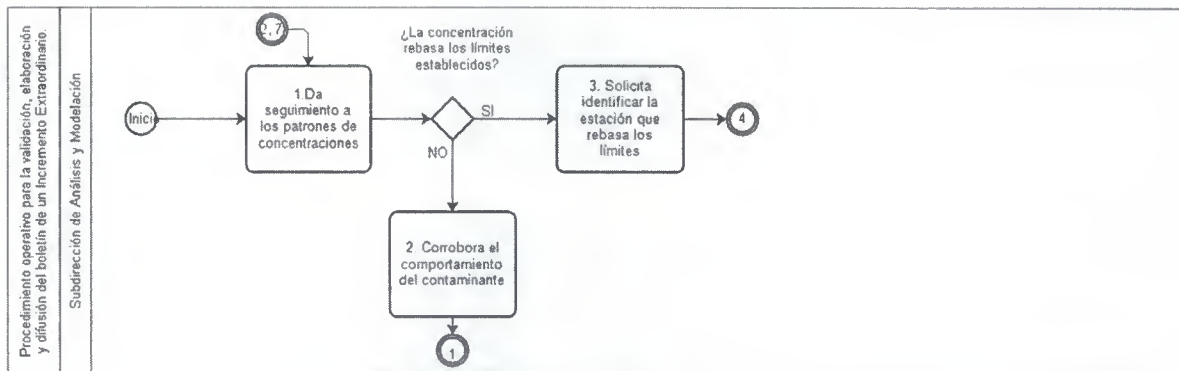 Procedimiento operativo para la validación, elaboración
y difusión del boletín de un Incremento Extraordinario.
Subdirección de Análisis y Modelación
Inici
2, 7
1.Da
seguimiento a
los patrones de
concentraciones
¿La concentración
rebasa los límites
establecidos?
SI
NO
3. Solicita
identificar la
estación que
rebasa los
límites
4
2. Corrobora el
comportamiento
del contaminante
1